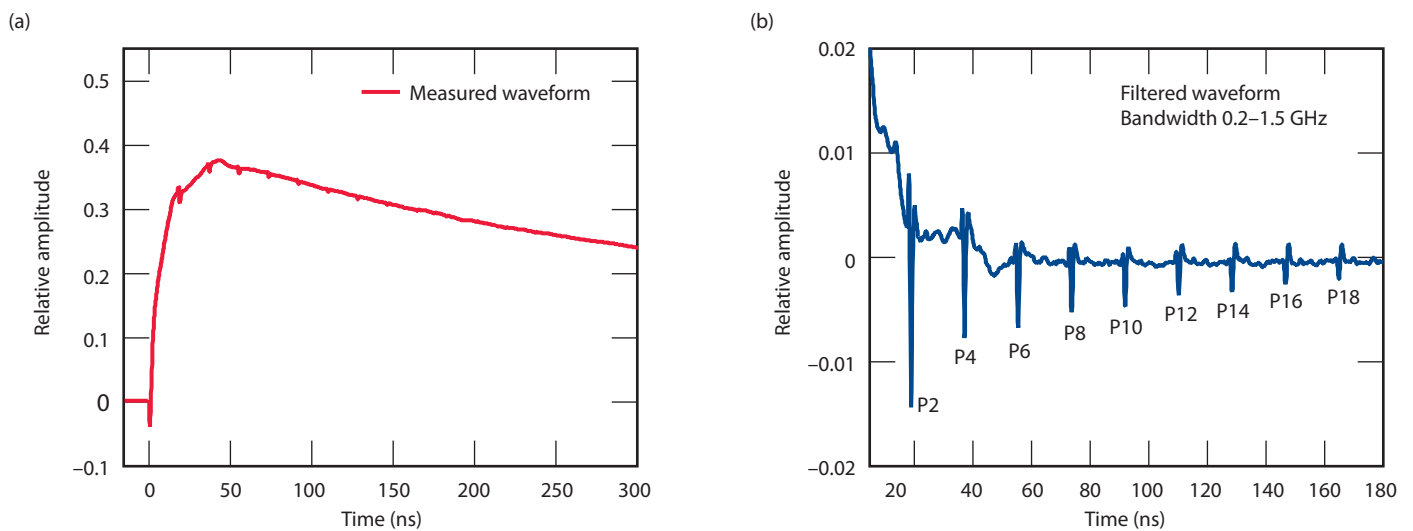 (a)
0.5
0.4
0.3
0.2
0.1
0
–0.1
Relative amplitude
Measured waveform
0 50 100 150 200 250 300
Time (ns)
(b)
0.02
0.01
0
–0.01
–0.02
Relative amplitude
Filtered waveform
Bandwidth 0.2–1.5 GHz
P2
P4
P6
P8
P10
P12
P14
P16
P18
20 40 60 80 100 120 140 160 180
Time (ns)